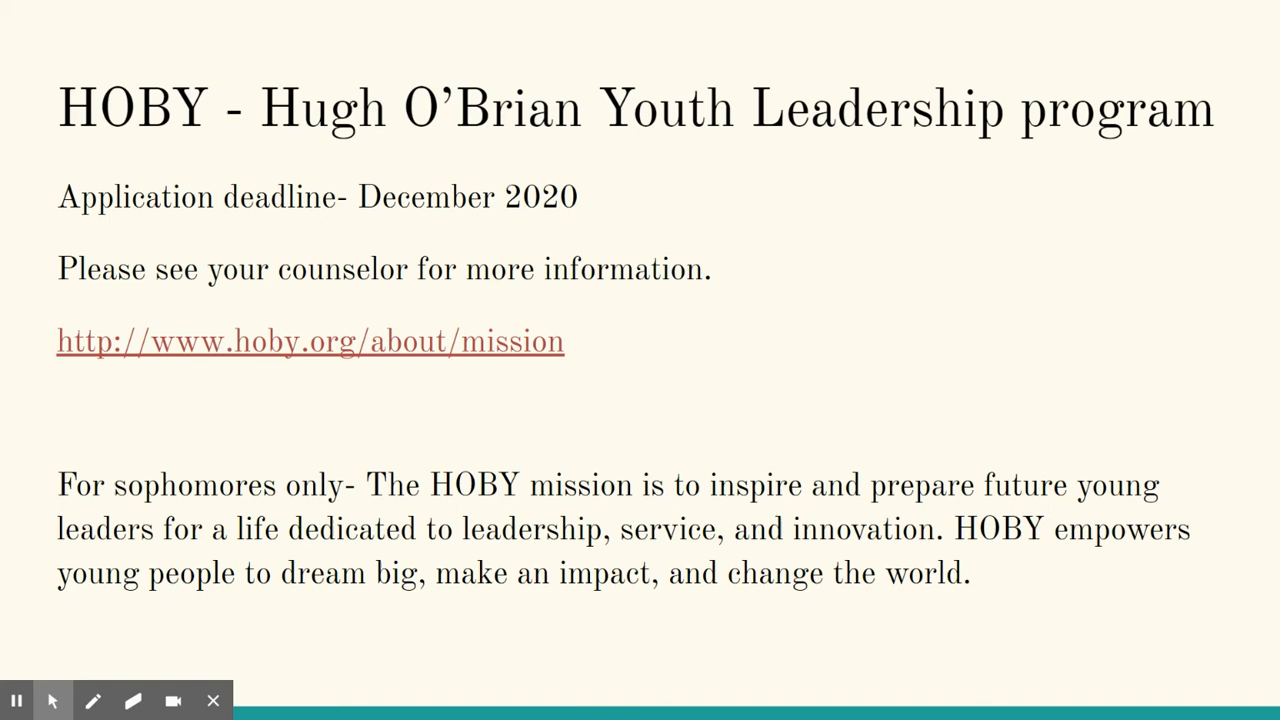 HOBY - Hugh O’Brian Youth Leadership program
Application deadline- December 2020
Please see your counselor for more information.
http://www.hoby.org/about/mission
For sophomores only- The HOBY mission is to inspire and prepare future young
leaders for a life dedicated to leadership, service, and innovation. HOBY empowers
young people to dream big, make an impact, and change the world.